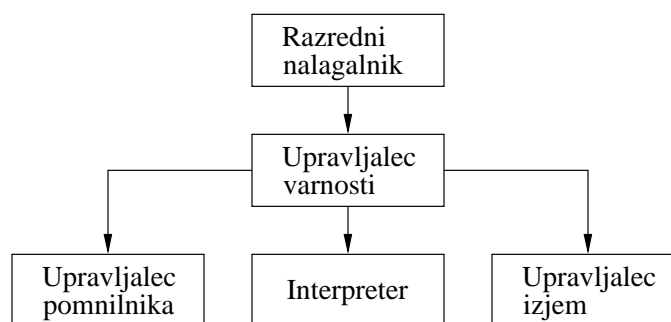 Razredni
nalagalnik
Upravljalec
varnosti
Upravljalec
pomnilnika
Interpreter
Upravljalec
izjem